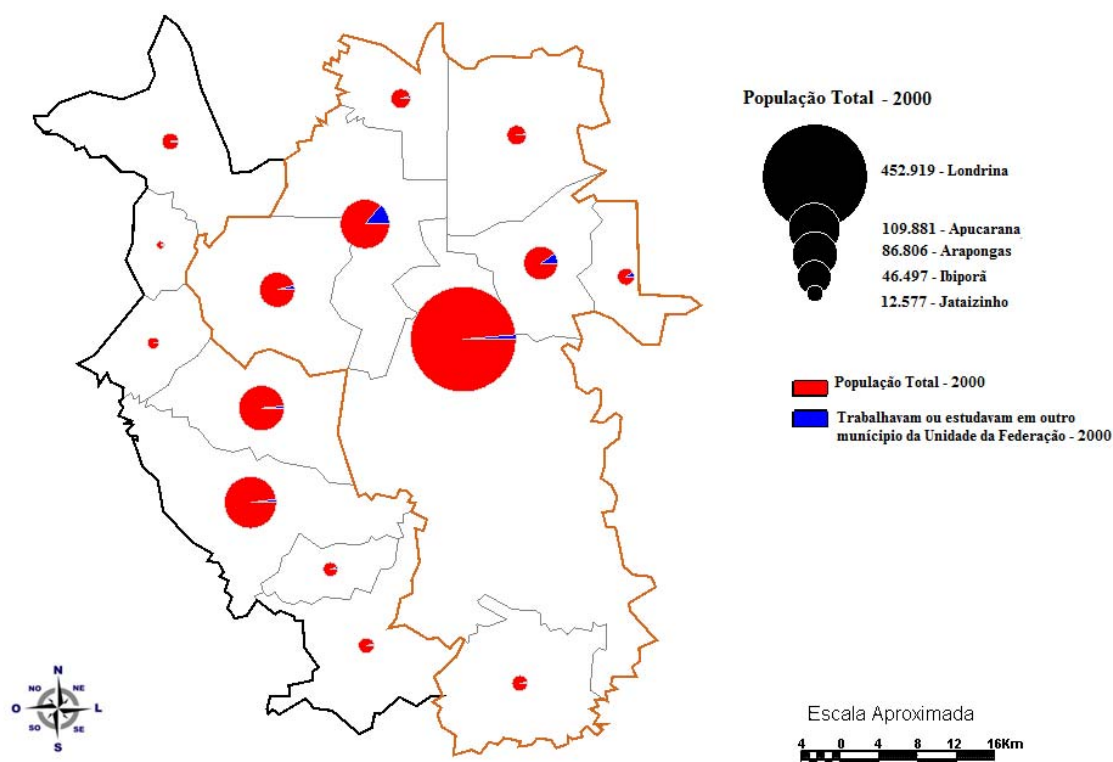 População Total - 2000
452.919 - Londrina
109.881 - Apucarana
86.806 - Arapongas
46.497 - Ibiporã
12.577 - Jataizinho
População Total - 2000
Trabalhavam ou estudavam em outro
munícipio da Unidade da Federação - 2000
N
NO NE
O L
SO SE
S
Escala Aproximada
4 0 4 8 12 16Km